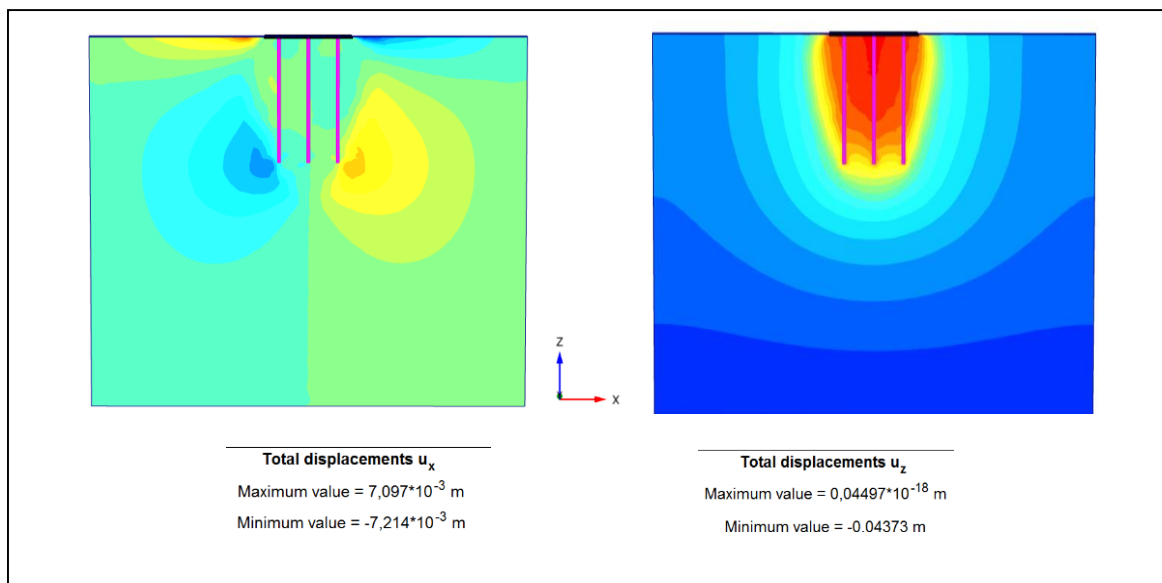 Z
X
Total displacements uₓ
Maximum value = 7,097*10⁻³ m
Minimum value = -7,214*10⁻³ m
Total displacements u_z
Maximum value = 0,04497*10⁻¹⁸ m
Minimum value = -0.04373 m